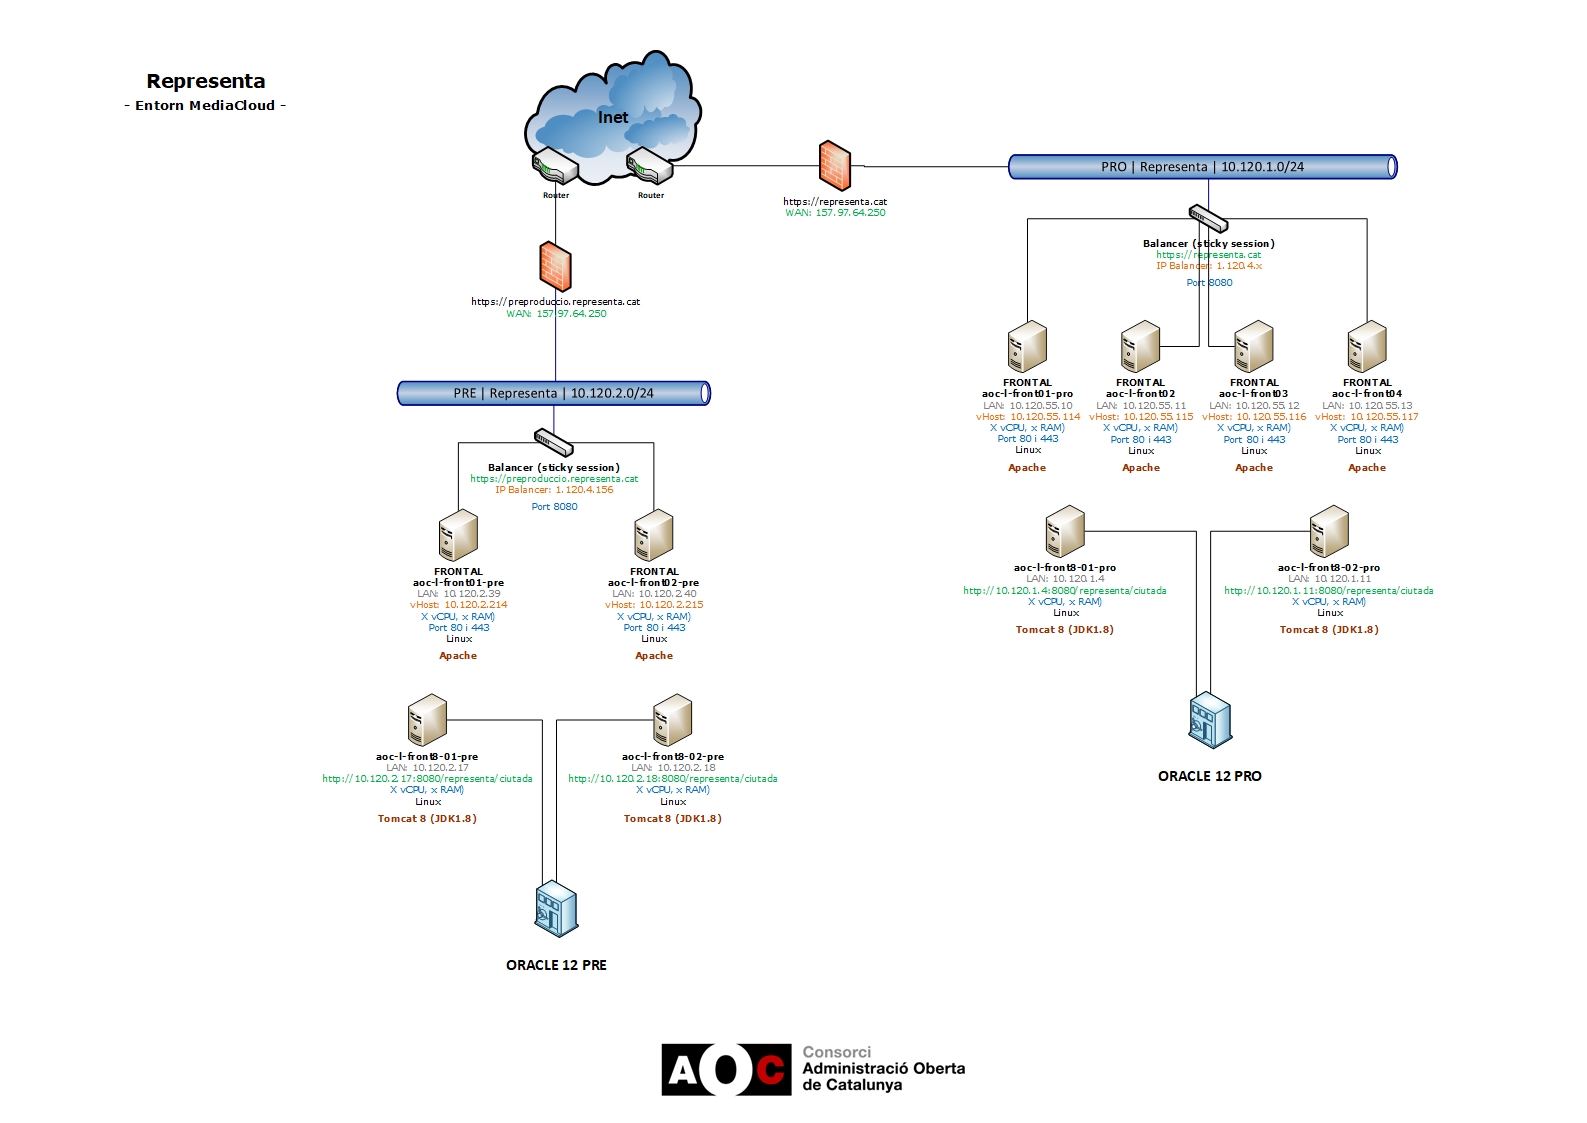 Representa
- Entorn MediaCloud -
Inet
Router
Router
https://representa.cat
WAN: 157.97.64.250
PRO | Representa | 10.120.1.0/24
Balancer (sticky session)
https://representa.cat
IP Balancer: 1.120.4.x
Port 8080
FRONTAL
aoc-l-front01-pro
LAN: 10.120.55.10
vHost: 10.120.55.114
X vCPU, x RAM)
Port 80 i 443
Linux
Apache
FRONTAL
aoc-l-front02
LAN: 10.120.55.11
vHost: 10.120.55.115
X vCPU, x RAM)
Port 80 i 443
Linux
Apache
FRONTAL
aoc-l-front03
LAN: 10.120.55.12
vHost: 10.120.55.116
X vCPU, x RAM)
Port 80 i 443
Linux
Apache
FRONTAL
aoc-l-front04
LAN: 10.120.55.13
vHost: 10.120.55.117
X vCPU, x RAM)
Port 80 i 443
Linux
Apache
aoc-l-front8-01-pro
LAN: 10.120.1.4
http://10.120.1.4:8080/representa/ciutada
X vCPU, x RAM)
Linux
Tomcat 8 (JDK1.8)
aoc-l-front8-02-pro
LAN: 10.120.1.11
http://10.120.1.11:8080/representa/ciutada
X vCPU, x RAM)
Linux
Tomcat 8 (JDK1.8)
ORACLE 12 PRO
https://preproduccio.representa.cat
WAN: 157.97.64.250
PRE | Representa | 10.120.2.0/24
Balancer (sticky session)
https://preproduccio.representa.cat
IP Balancer: 1.120.4.156
Port 8080
FRONTAL
aoc-l-front01-pre
LAN: 10.120.2.39
vHost: 10.120.2.214
X vCPU, x RAM)
Port 80 i 443
Linux
Apache
FRONTAL
aoc-l-front02-pre
LAN: 10.120.2.40
vHost: 10.120.2.215
X vCPU, x RAM)
Port 80 i 443
Linux
Apache
aoc-l-front8-01-pre
LAN: 10.120.2.17
http://10.120.2.17:8080/representa/ciutada
X vCPU, x RAM)
Linux
Tomcat 8 (JDK1.8)
aoc-l-front8-02-pre
LAN: 10.120.2.18
http://10.120.2.18:8080/representa/ciutada
X vCPU, x RAM)
Linux
Tomcat 8 (JDK1.8)
ORACLE 12 PRE
AOC
Consorci
Administració Oberta
de Catalunya